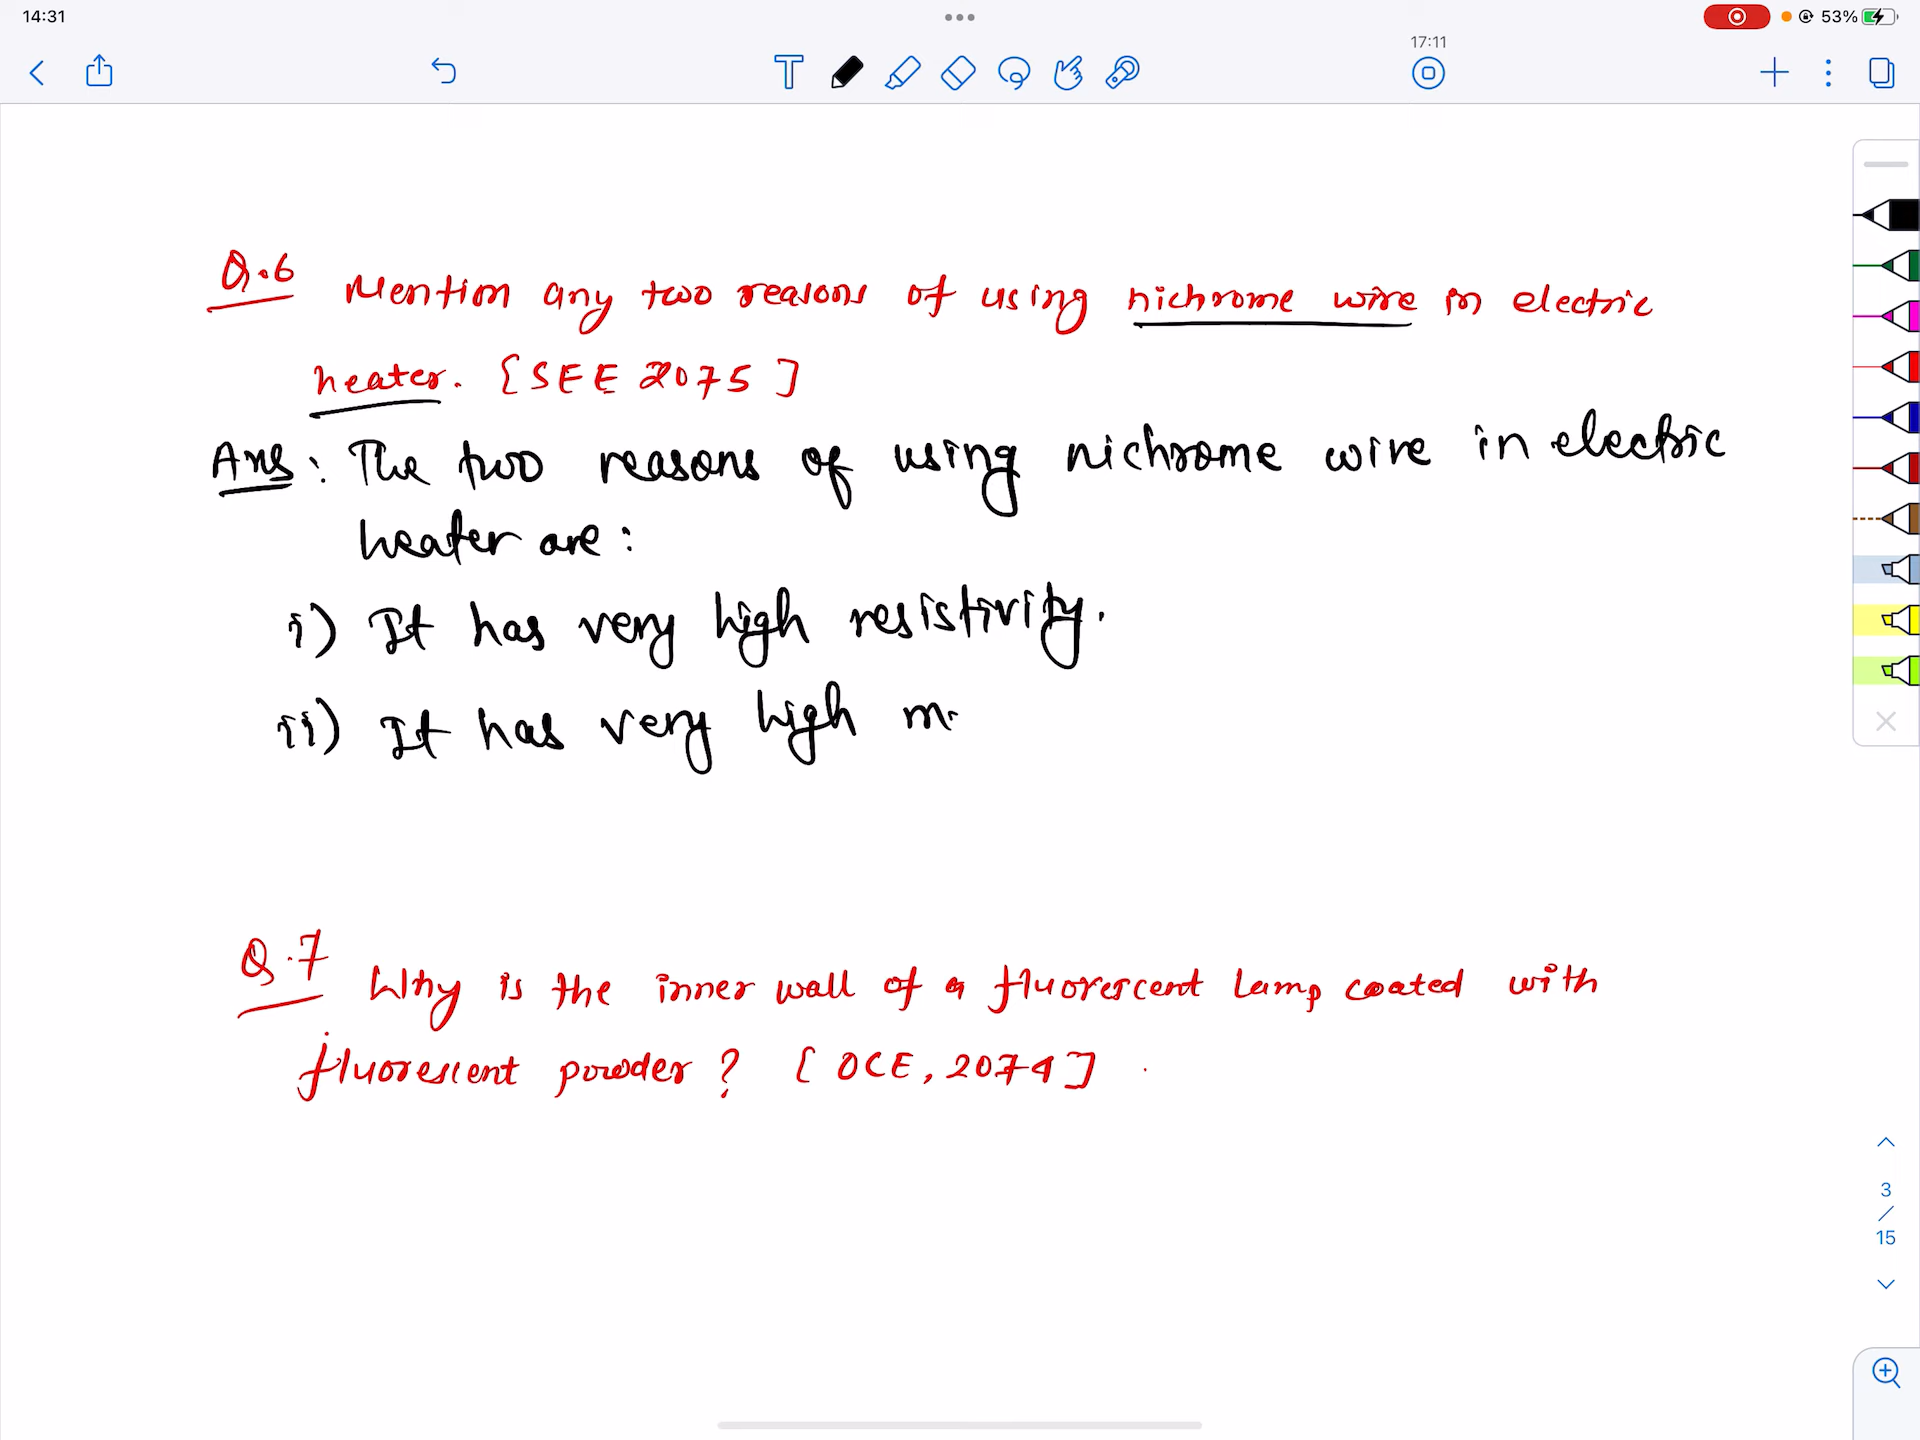 14:31
53%
17:11
Q.6 Mention any two reasons of using nichrome wire in electric
heater. [SEE 2075]
Ans: The two reasons of using nichrome wire in electric
heater are:
i) It has very high resistivity.
ii) It has very high m
Q.7 Why is the inner wall of a fluorescent lamp coated with
fluorescent powder? [OCE, 2074]
3
/
15